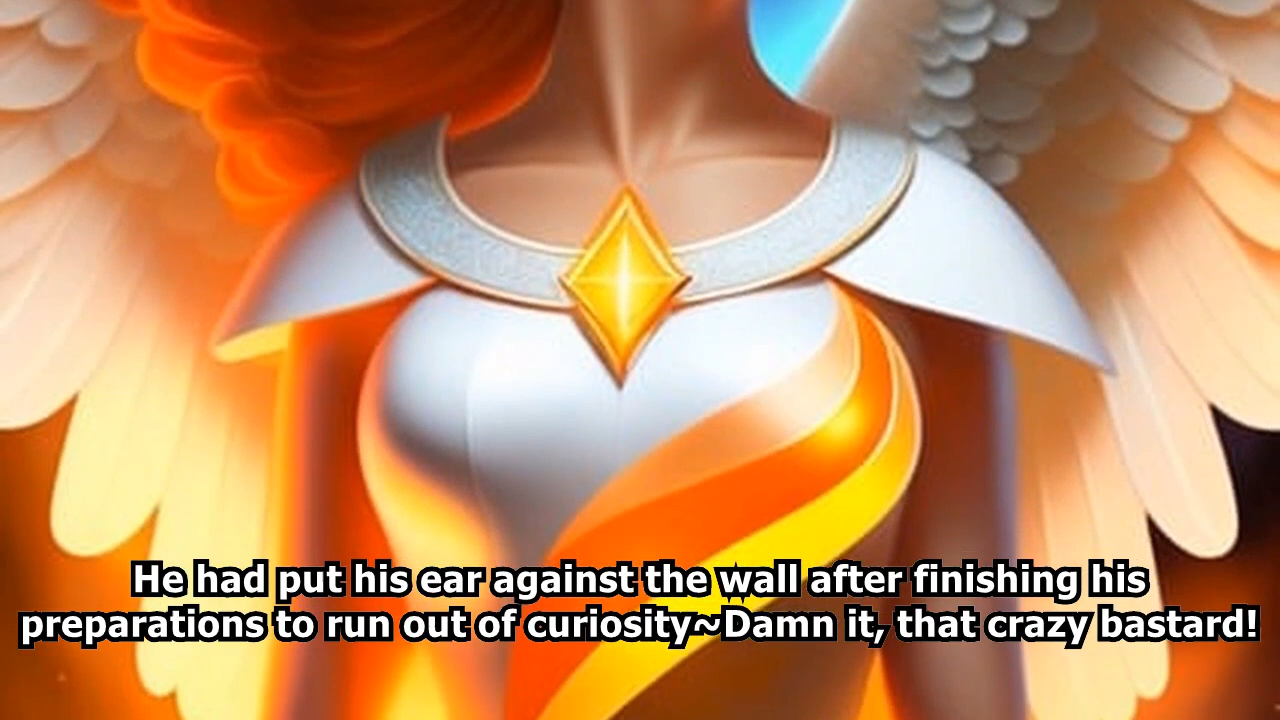 He had put his ear against the wall after finishing his
preparations to run out of curiosity~Damn it, that crazy bastard!